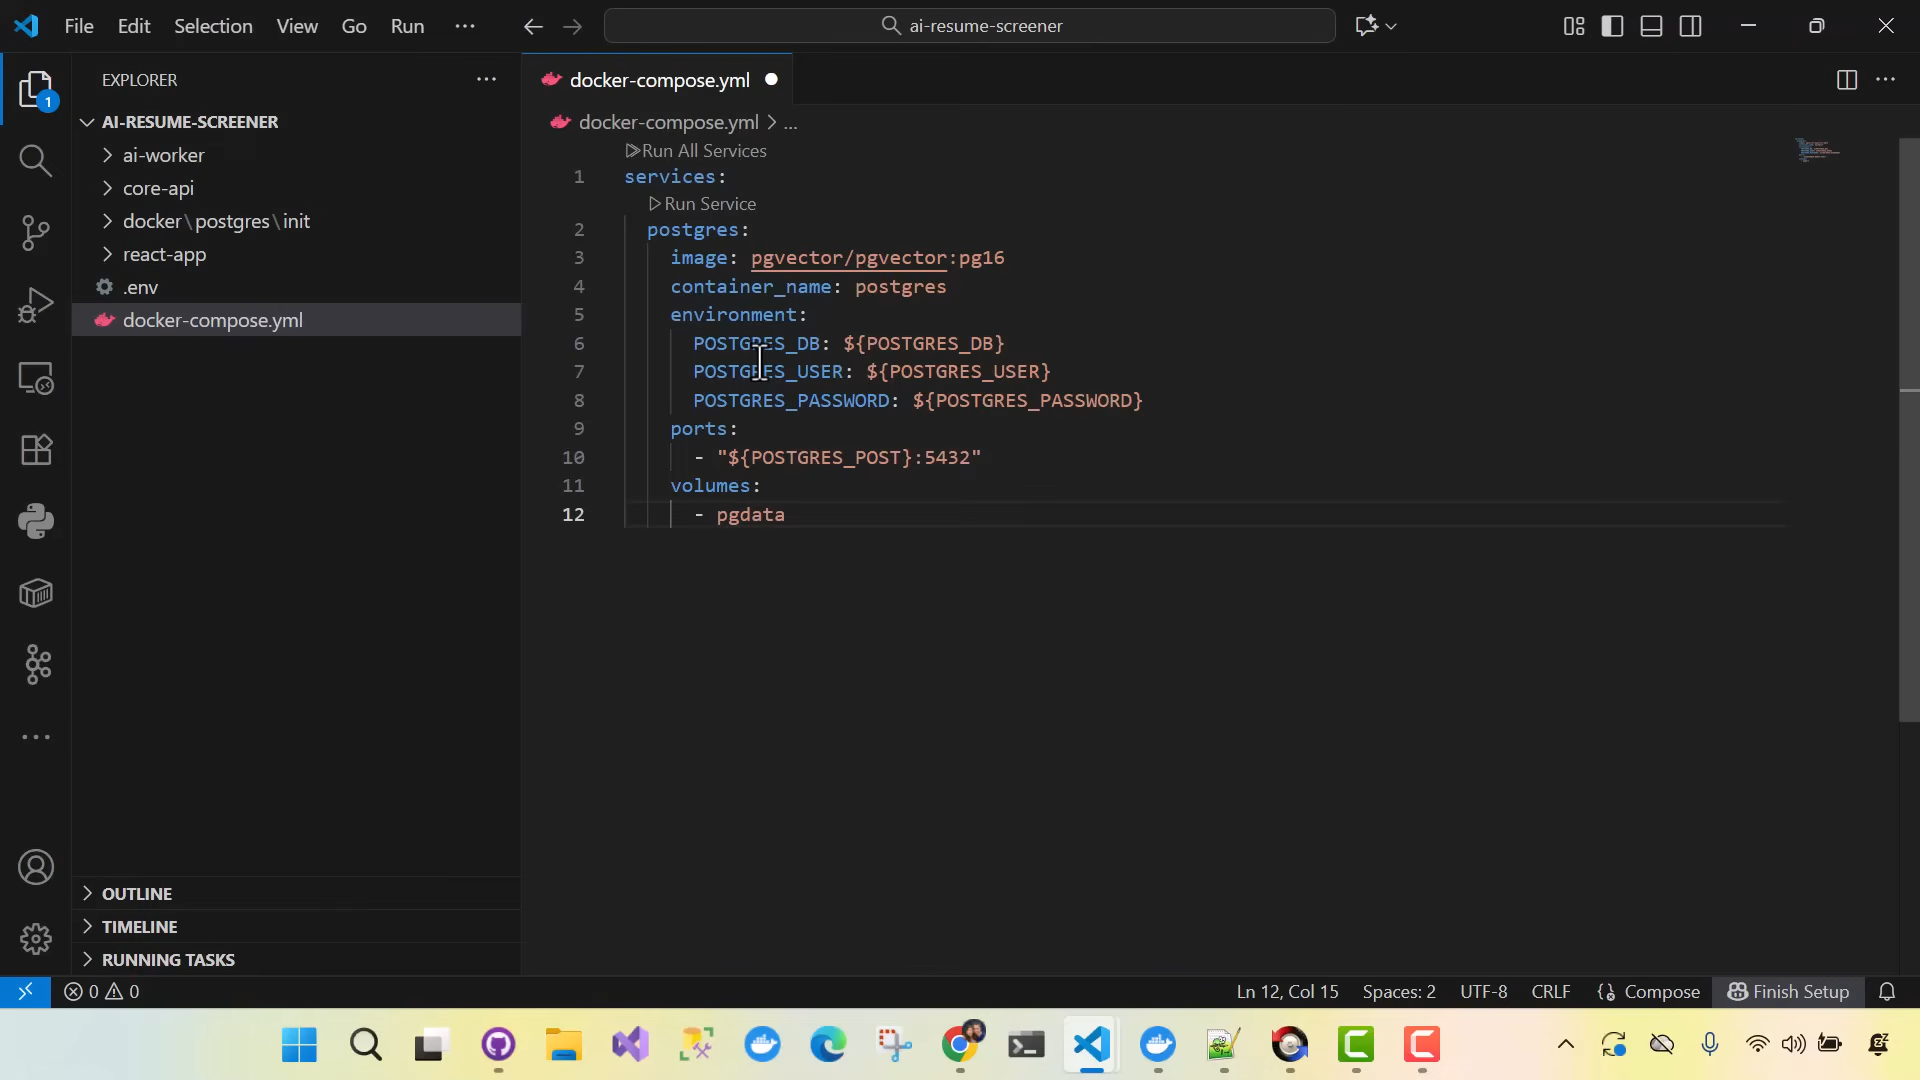 File Edit Selection View Go Run
ai-resume-screener
EXPLORER
1
AI-RESUME-SCREENER
ai-worker
core-api
docker\postgres\init
react-app
.env
docker-compose.yml
OUTLINE
TIMELINE
RUNNING TASKS
docker-compose.yml
docker-compose.yml > ...
Run All Services
1 services:
Run Service
2 postgres:
3 image: pgvector/pgvector:pg16
4 container_name: postgres
5 environment:
6 POSTGRES_DB: ${POSTGRES_DB}
7 POSTGRES_USER: ${POSTGRES_USER}
8 POSTGRES_PASSWORD: ${POSTGRES_PASSWORD}
9 ports:
10 - "${POSTGRES_POST}:5432"
11 volumes:
12 - pgdata
0 0
Ln 12, Col 15 Spaces: 2 UTF-8 CRLF Compose Finish Setup